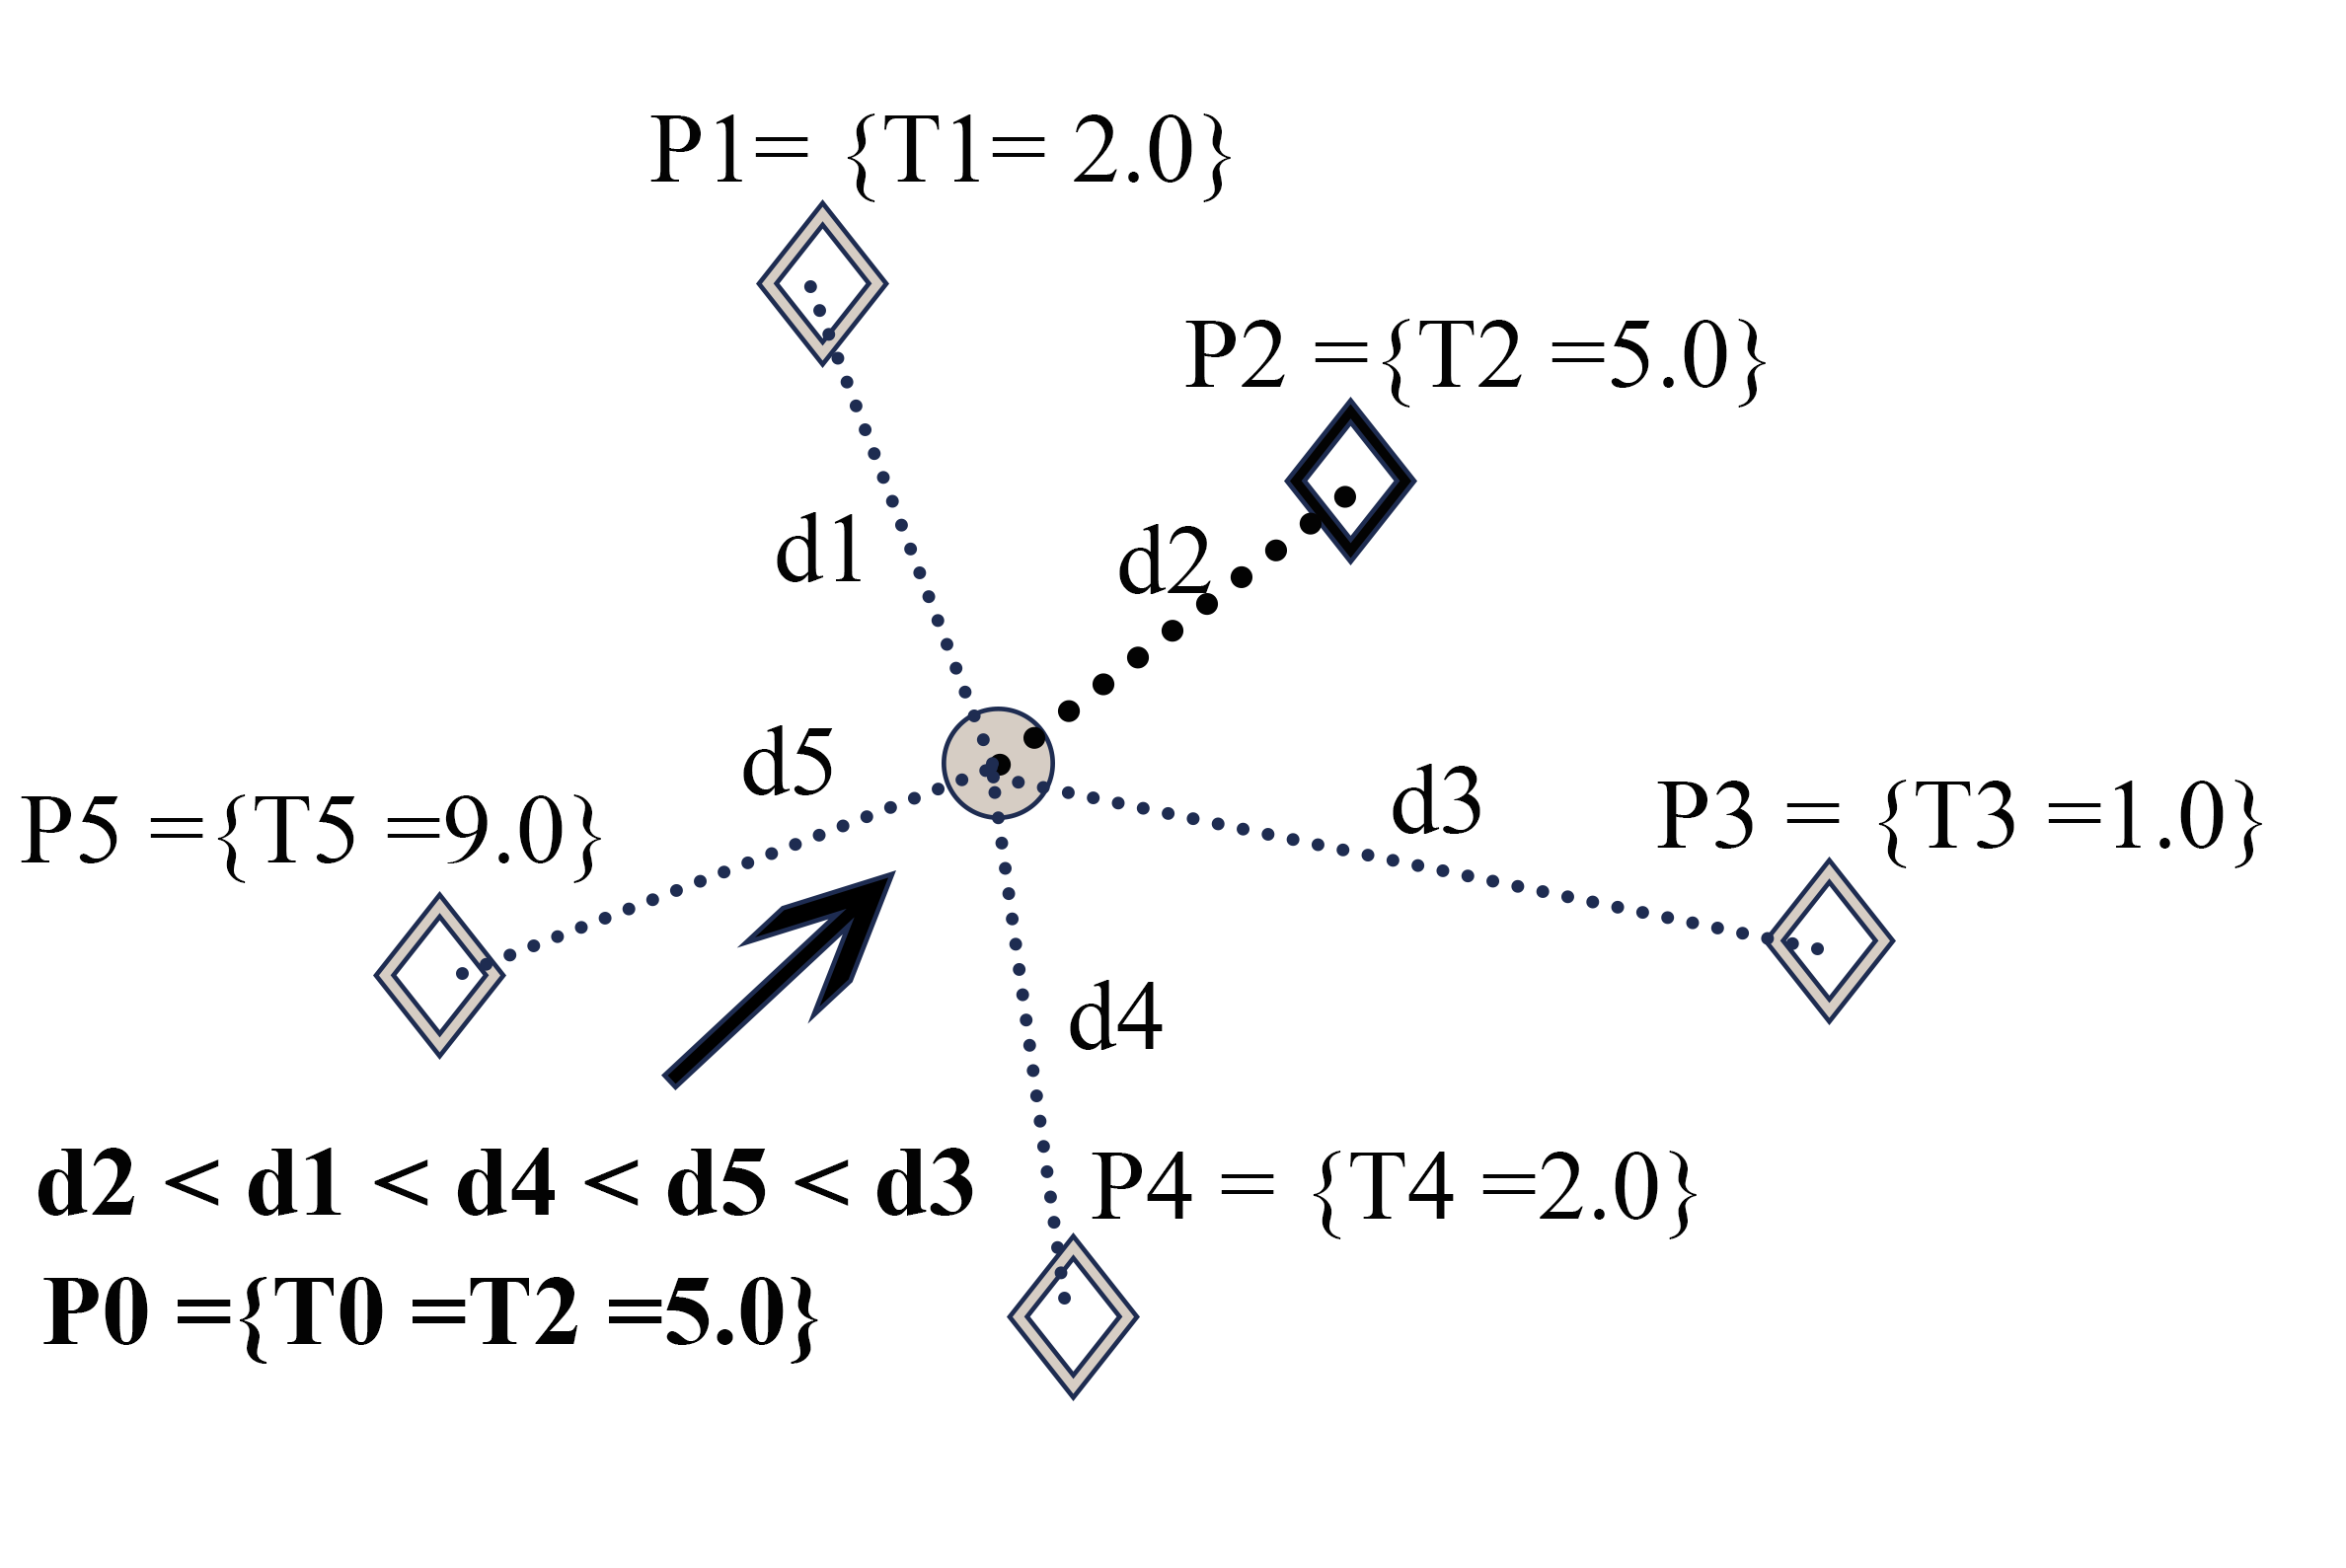 P1= {T1= 2.0}
P2 ={T2 =5.0}
d1
d2
d5
d3
P5 ={T5 =9.0}
P3 = {T3 =1.0}
d4
d2 < d1 < d4 < d5 < d3
P4 = {T4 =2.0}
P0 ={T0 =T2 =5.0}